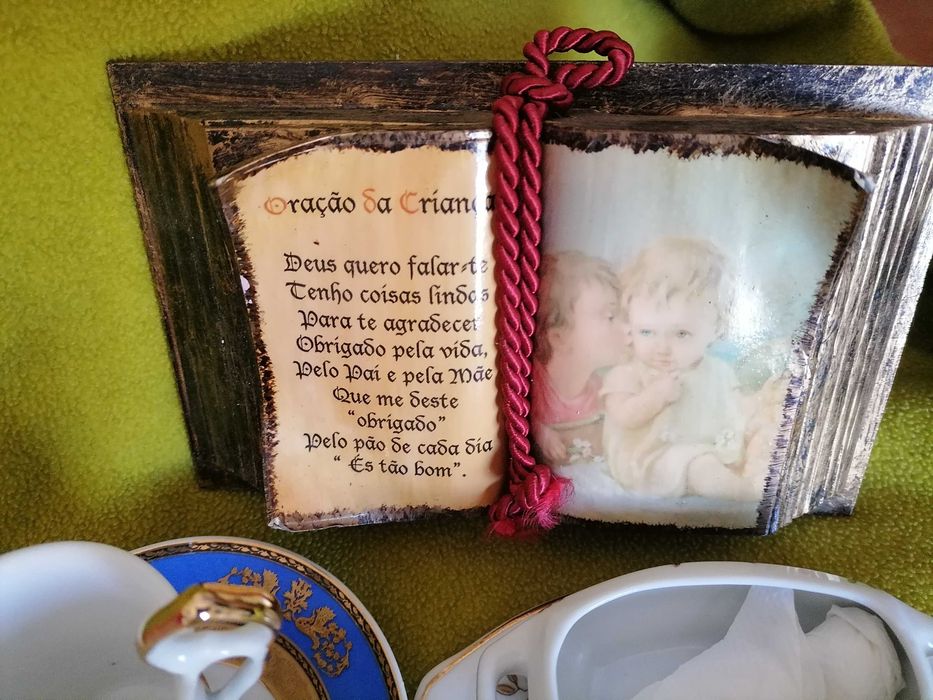 Oração da Criança
Deus quero falar-te
Tenho coisas lindas
Para te agradecer
Obrigado pela vida,
Pelo Pai e pela Mãe
Que me deste
"obrigado"
Pelo pão de cada dia
" És tão bom".